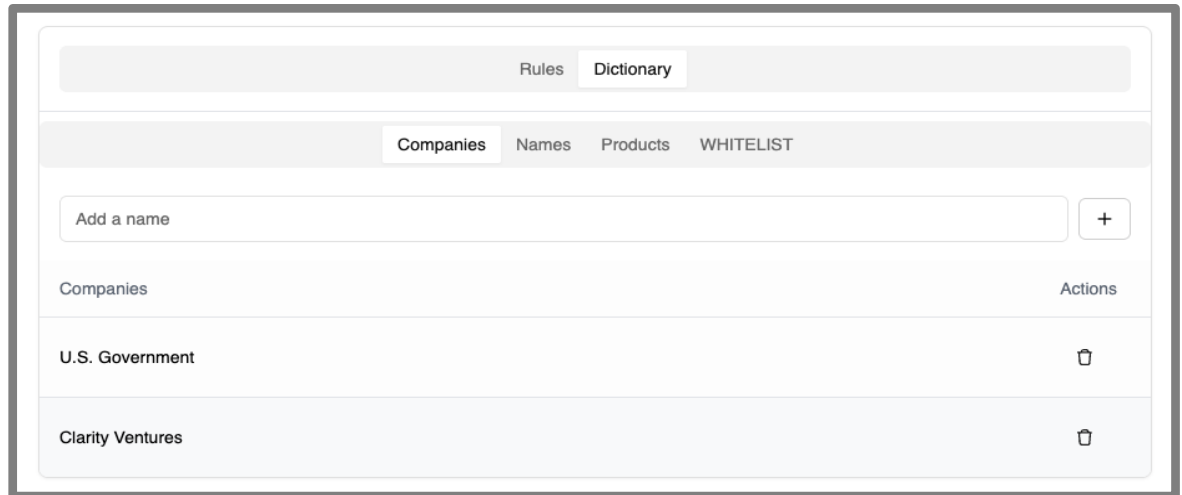 Rules Dictionary
Companies Names Products WHITELIST
Add a name +
Companies Actions
U.S. Government
Clarity Ventures